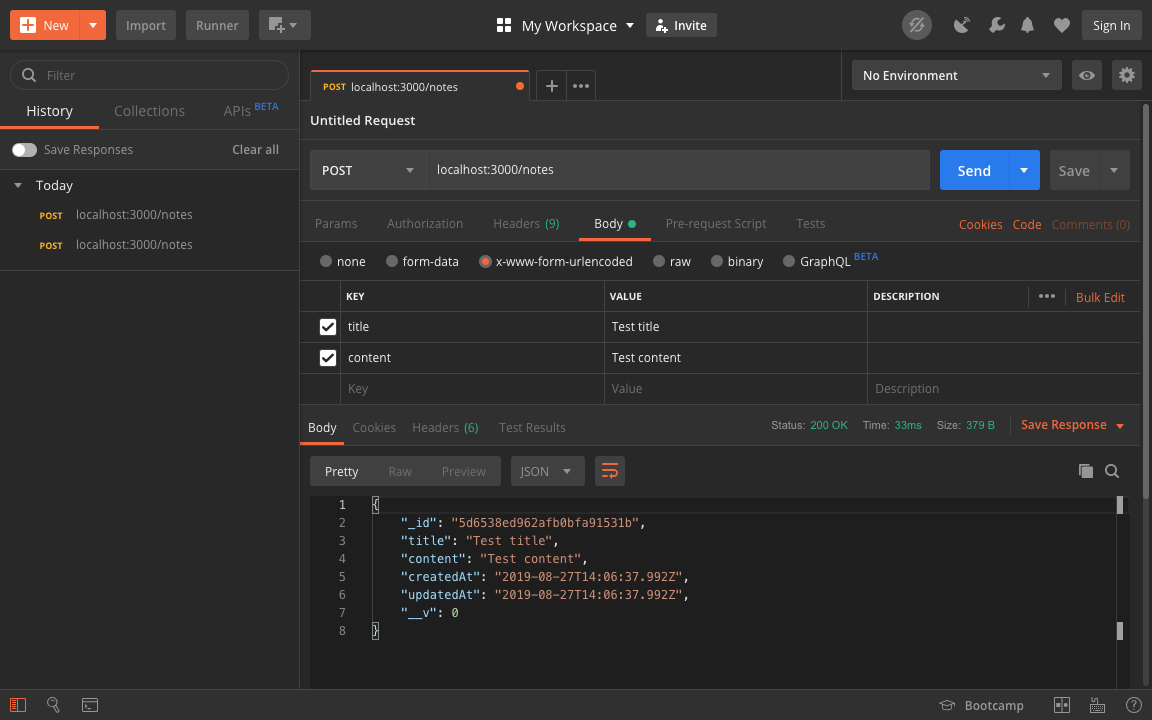 New Import Runner My Workspace Invite Sign In
Filter
History Collections APIs BETA
Save Responses Clear all
Today
POST localhost:3000/notes
POST localhost:3000/notes
POST localhost:3000/notes No Environment
Untitled Request
POST localhost:3000/notes Send Save
Params Authorization Headers (9) Body Pre-request Script Tests Cookies Code Comments (0)
none form-data x-www-form-urlencoded raw binary GraphQL BETA
KEY VALUE DESCRIPTION Bulk Edit
title Test title
content Test content
Key Value Description
Body Cookies Headers (6) Test Results Status: 200 OK Time: 33ms Size: 379 B Save Response
Pretty Raw Preview JSON
1 {
2 "_id": "5d6538ed962afb0bfa91531b",
3 "title": "Test title",
4 "content": "Test content",
5 "createdAt": "2019-08-27T14:06:37.992Z",
6 "updatedAt": "2019-08-27T14:06:37.992Z",
7 "__v": 0
8 }
Bootcamp